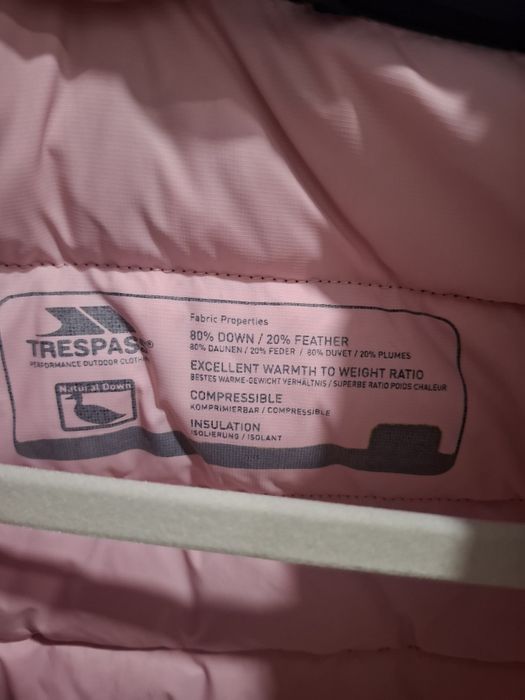 TRESPASS®
PERFORMANCE OUTDOOR CLOTHING
Natural Down
Fabric Properties
80% DOWN / 20% FEATHER
80% DAUNEN / 20% FEDER / 80% DUVET / 20% PLUMES
EXCELLENT WARMTH TO WEIGHT RATIO
BESTES WARME-GEWICHT VERHÄLTNIS / SUPERBE RATIO POIDS CHALEUR
COMPRESSIBLE
KOMPRIMIERBAR / COMPRESSIBLE
INSULATION
ISOLIERUNG / ISOLANT